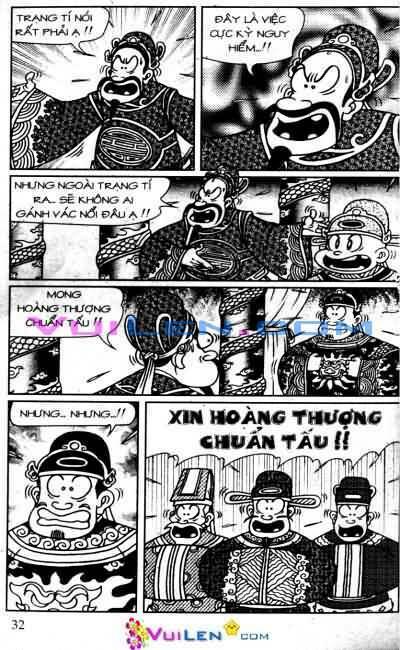 TRẠNG TÍ NÓI
RẤT PHẢI Ạ !!
ĐÂY LÀ VIỆC
CỰC KỲ NGUY
HIỂM...!!
NHƯNG NGOÀI TRẠNG TÍ
RA... SẼ KHÔNG AI
GÁNH VÁC NỔI ĐÂU Ạ !!
MONG
HOÀNG THƯỢNG
CHUẨN TẤU !!
VUILEN.COM
NHƯNG... NHƯNG...!!
XIN HOÀNG THƯỢNG
CHUẨN TẤU !!
32
VUILEN COM